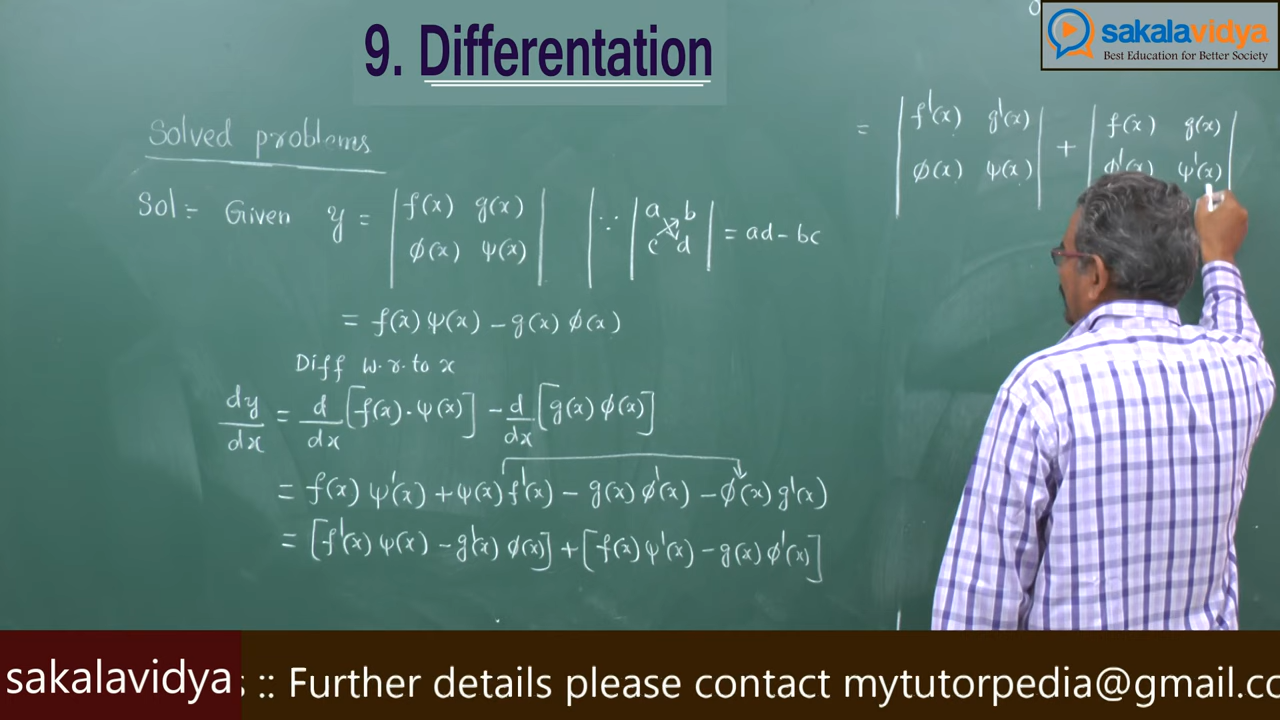 9. Differentation
sakalavidya
Best Education for Better Society
Solved problems
Sol:- Given y = | f(x) g(x) | | ∵ | a b | = ad - bc
| φ(x) ψ(x) | | c d |
= f(x) ψ(x) - g(x) φ(x)
Diff w.r.to x
dy/dx = d/dx [f(x)·ψ(x)] - d/dx [g(x) φ(x)]
= f(x) ψ'(x) + ψ(x) f'(x) - g(x) φ'(x) - φ(x) g'(x)
= [f'(x) ψ(x) - g'(x) φ(x)] + [f(x) ψ'(x) - g(x) φ'(x)]
= | f'(x) g'(x) | + | f(x) g(x) |
| φ(x) ψ(x) | | φ'(x) ψ'(x) |
sakalavidya :: Further details please contact mytutorpedia@gmail.co